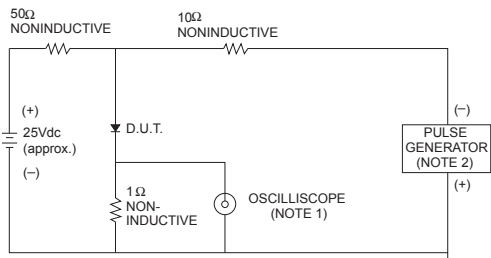 50Ω
NONINDUCTIVE
10Ω
NONINDUCTIVE
(+)
25Vdc
(approx.)
(–)
D.U.T.
1Ω
NON-
INDUCTIVE
OSCILLISCOPE
(NOTE 1)
(–)
PULSE
GENERATOR
(NOTE 2)
(+)